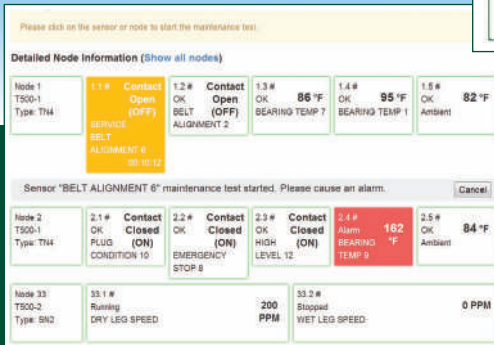 Please click on the sensor or node to start the maintenance test.
Detailed Node Information (Show all nodes)
Node 1
T500-1
Type: TN4
1.1 # Contact
Open
(OFF)
SERVICE
BELT
ALIGNMENT 6
00:10:12
1.2 # Contact
OK Open
(OFF)
BELT
ALIGNMENT 2
1.3 #
OK 86 °F
BEARING TEMP 7
1.4 #
OK 95 °F
BEARING TEMP 1
1.5 #
OK 82 °F
Ambient
Sensor "BELT ALIGNMENT 6" maintenance test started. Please cause an alarm. Cancel
Node 2
T500-1
Type: TN4
2.1 # Contact
OK Closed
PLUG (ON)
CONDITION 10
2.2 # Contact
OK Closed
(ON)
EMERGENCY
STOP 8
2.3 # Contact
OK Closed
HIGH (ON)
LEVEL 12
2.4 #
Alarm 162
BEARING °F
TEMP 9
2.5 #
OK 84 °F
Ambient
Node 33
T500-2
Type: SN2
33.1 #
Running 200
DRY LEG SPEED PPM
33.2 #
Stopped 0 PPM
WET LEG SPEED